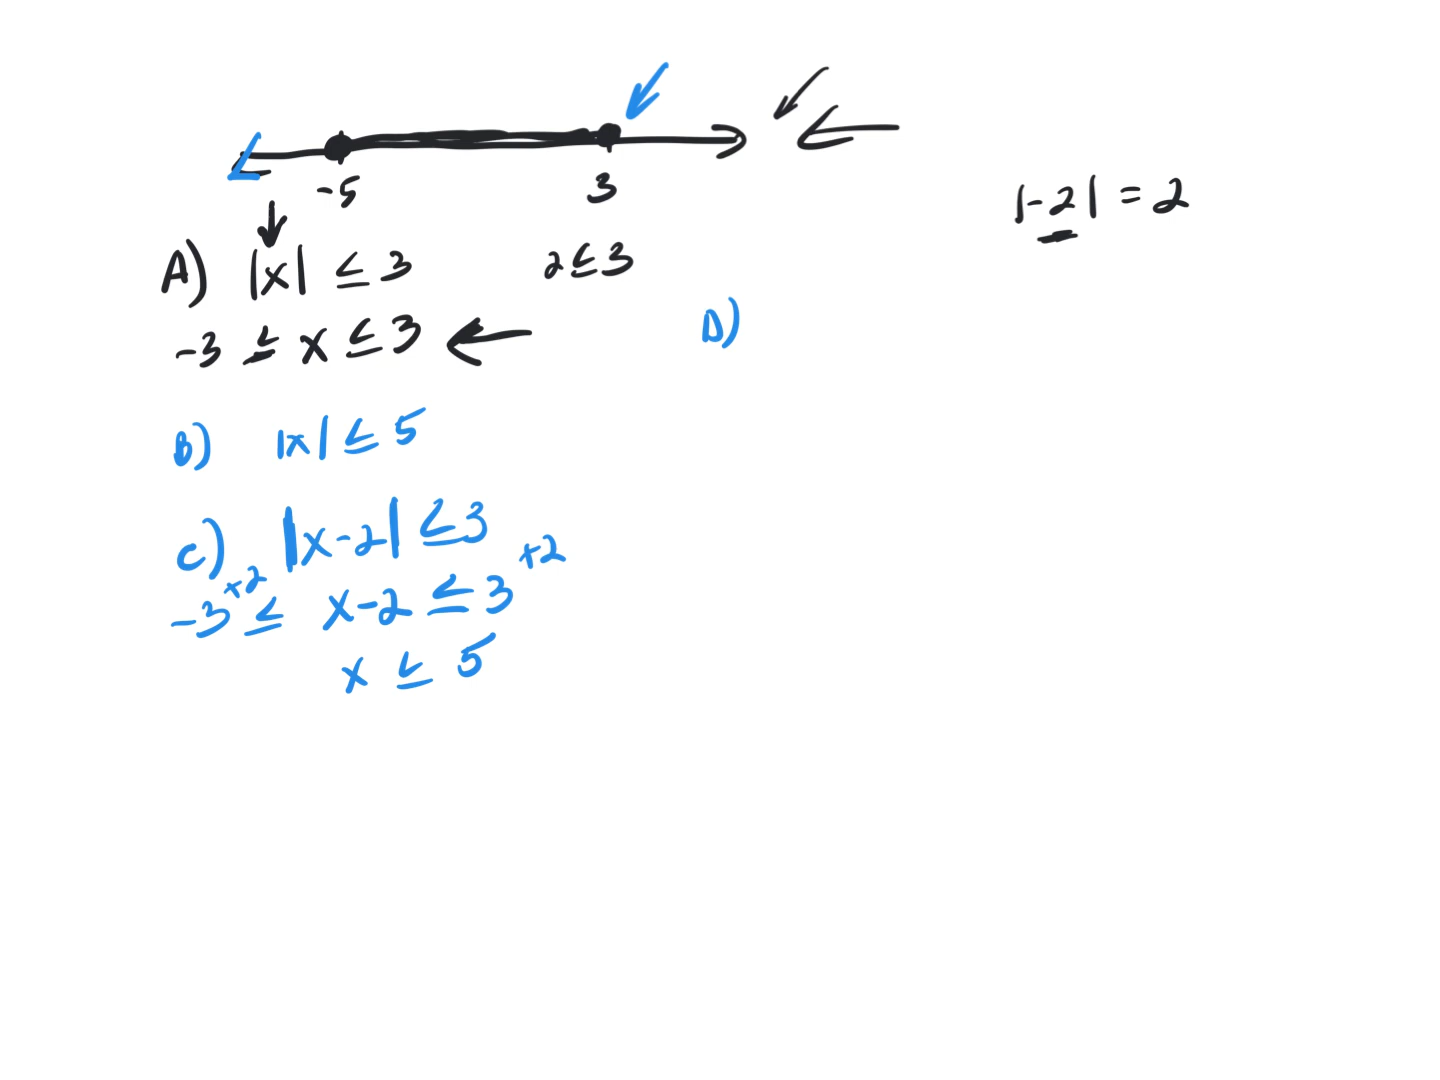 -5 3
|-2| = 2
A) |x| ≤ 3 2 ≤ 3
-3 ≤ x ≤ 3
D)
B) |x| ≤ 5
C) |x-2| ≤ 3
+2 +2
-3 ≤ x-2 ≤ 3
x ≤ 5